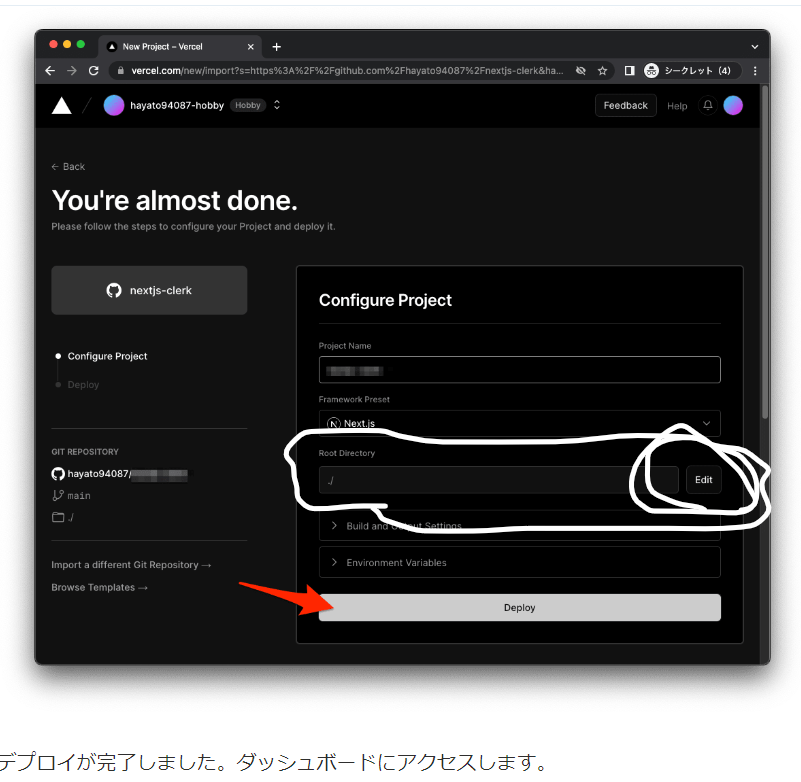 New Project – Vercel
vercel.com/new/import?s=https%3A%2F%2Fgithub.com%2Fhayato94087%2Fnextjs-clerk&ha...
シークレット (4)
hayato94087-hobby Hobby
Feedback Help
← Back
You're almost done.
Please follow the steps to configure your Project and deploy it.
nextjs-clerk
Configure Project
Deploy
GIT REPOSITORY
hayato94087/
main
./
Import a different Git Repository →
Browse Templates →
Configure Project
Project Name
Framework Preset
Next.js
Root Directory
./
Edit
Build and Output Settings
Environment Variables
Deploy
デプロイが完了しました。ダッシュボードにアクセスします。